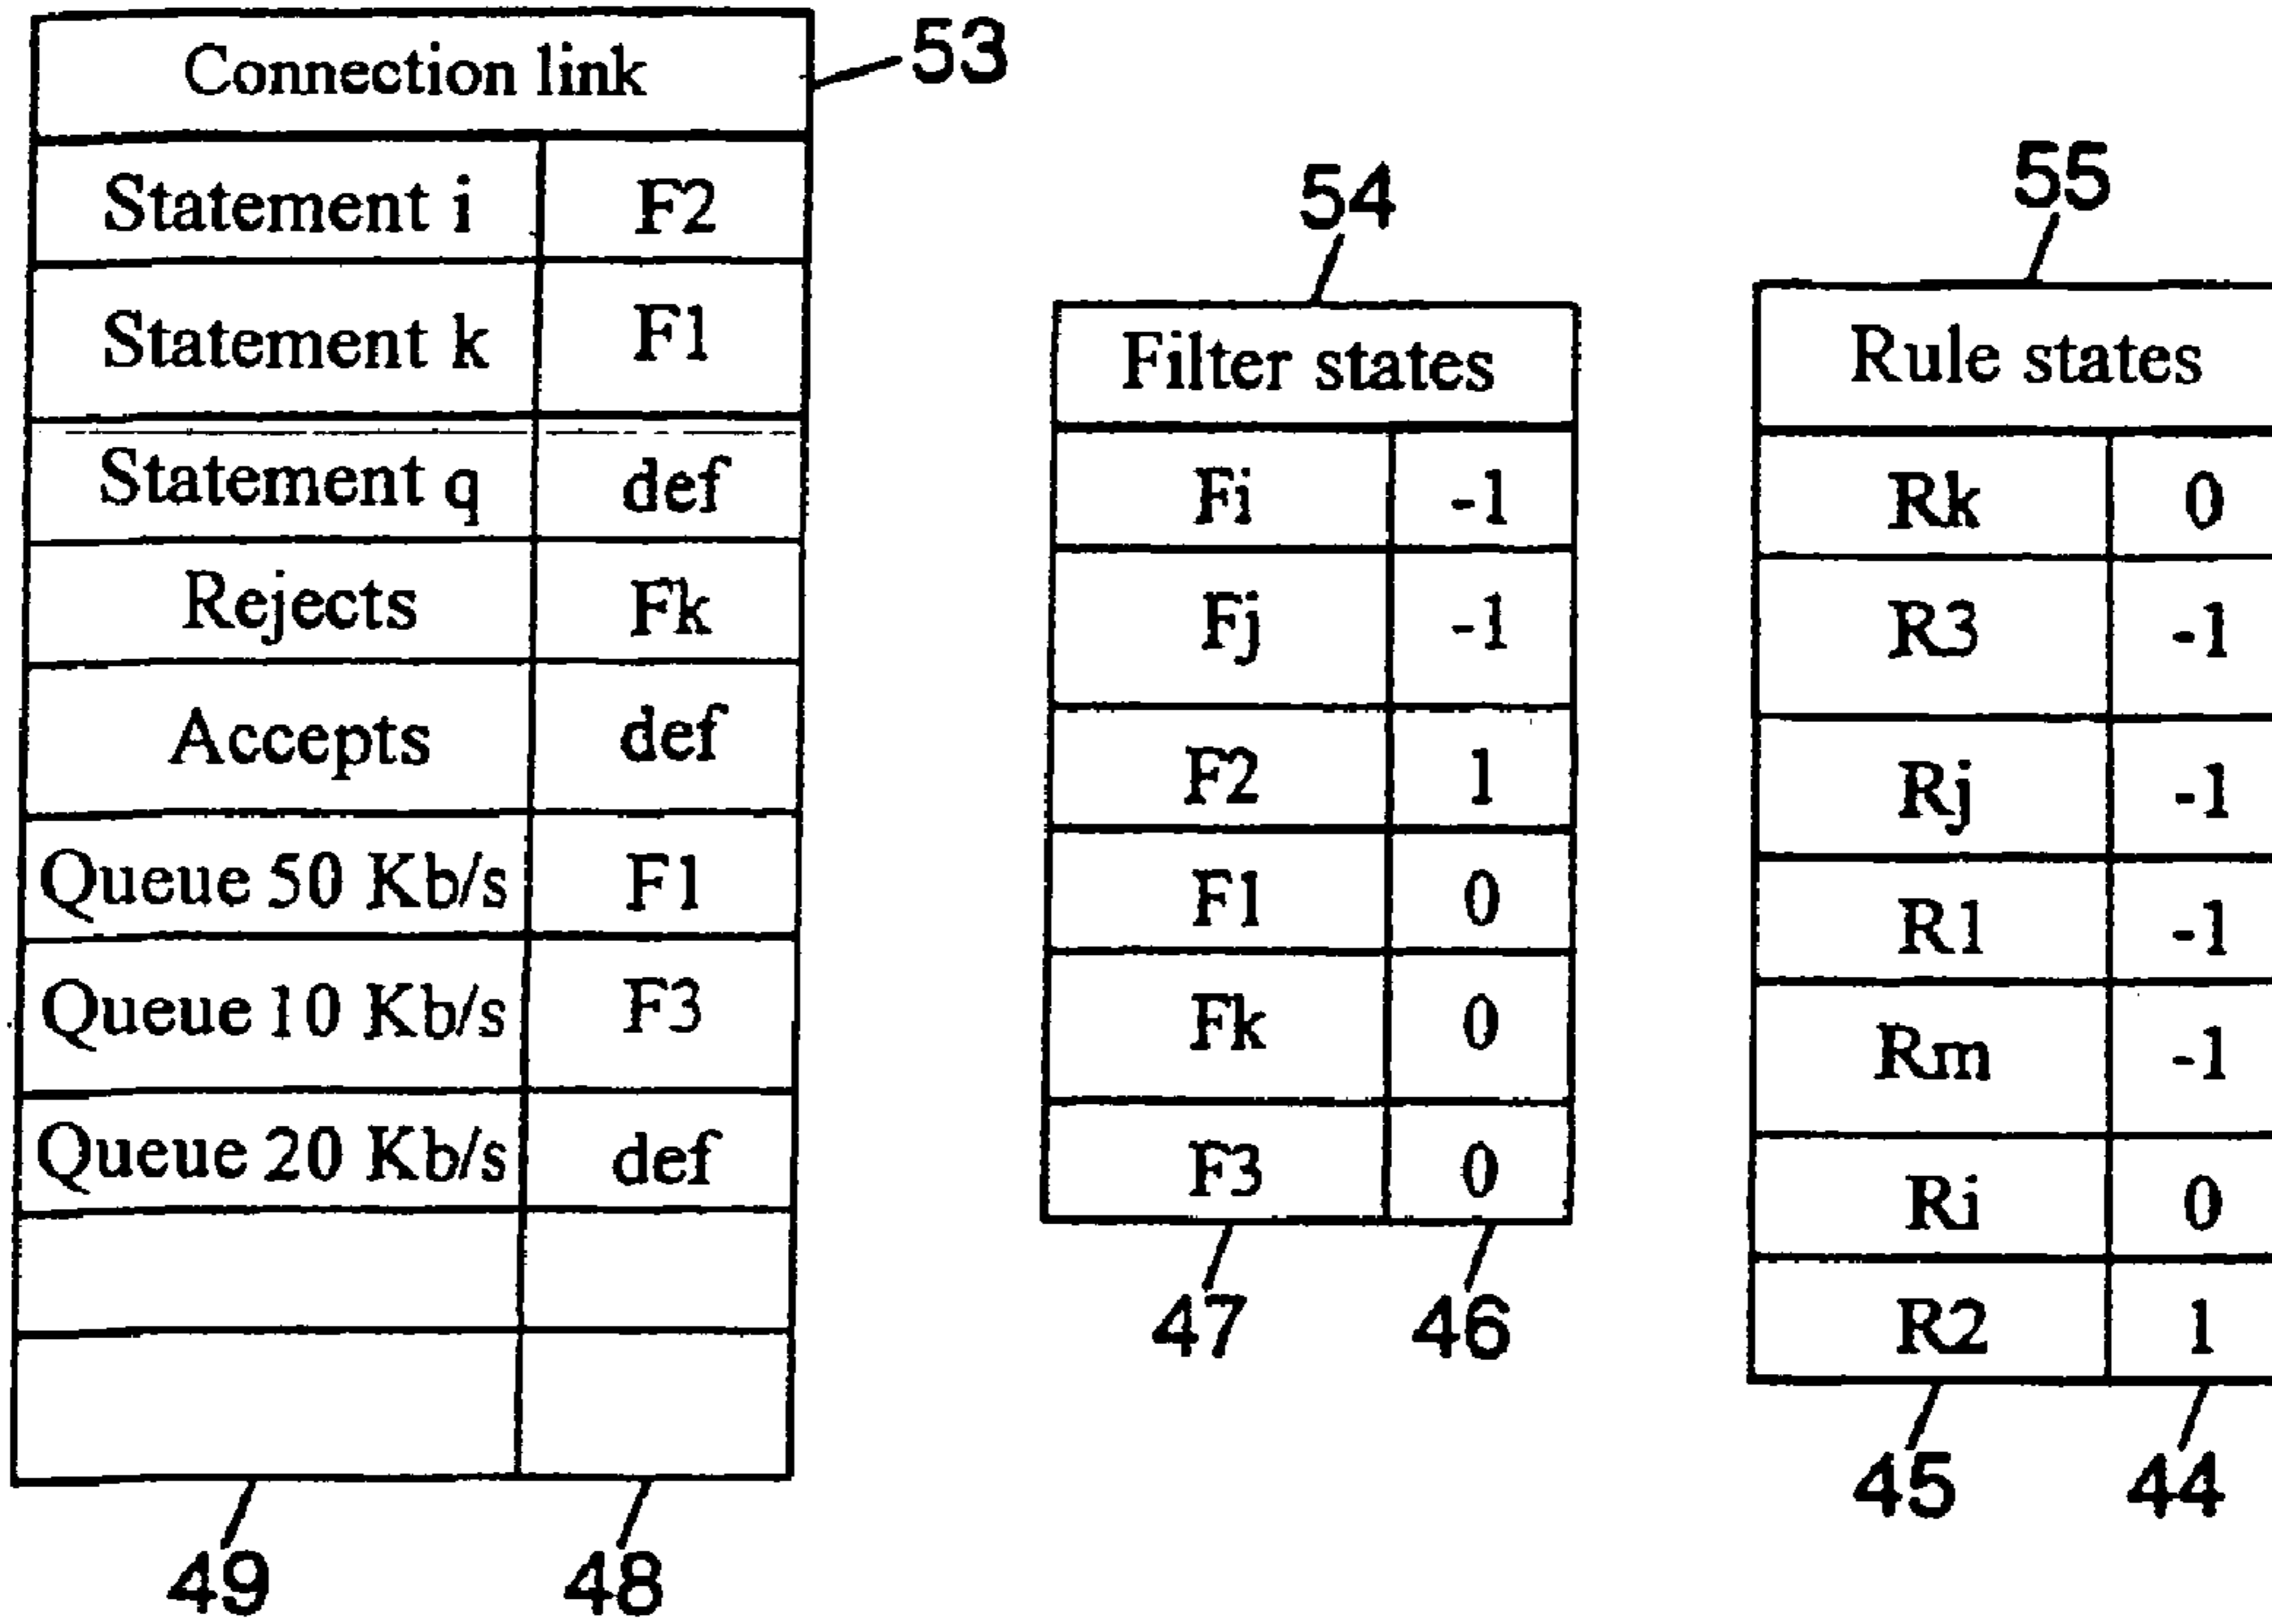 Connection link
53
Statement i F2
Statement k F1
Statement q def
Rejects Fk
Accepts def
Queue 50 Kb/s F1
Queue 10 Kb/s F3
Queue 20 Kb/s def
49 48
54
Filter states
Fi -1
Fj -1
F2 1
F1 0
Fk 0
F3 0
47 46
55
Rule states
Rk 0
R3 -1
Rj -1
R1 -1
Rm -1
Ri 0
R2 1
45 44